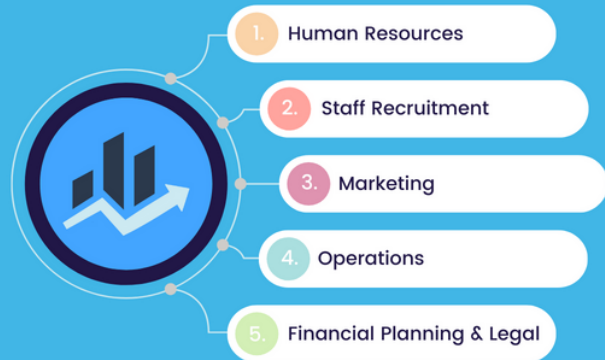 1. Human Resources
2. Staff Recruitment
3. Marketing
4. Operations
5. Financial Planning & Legal